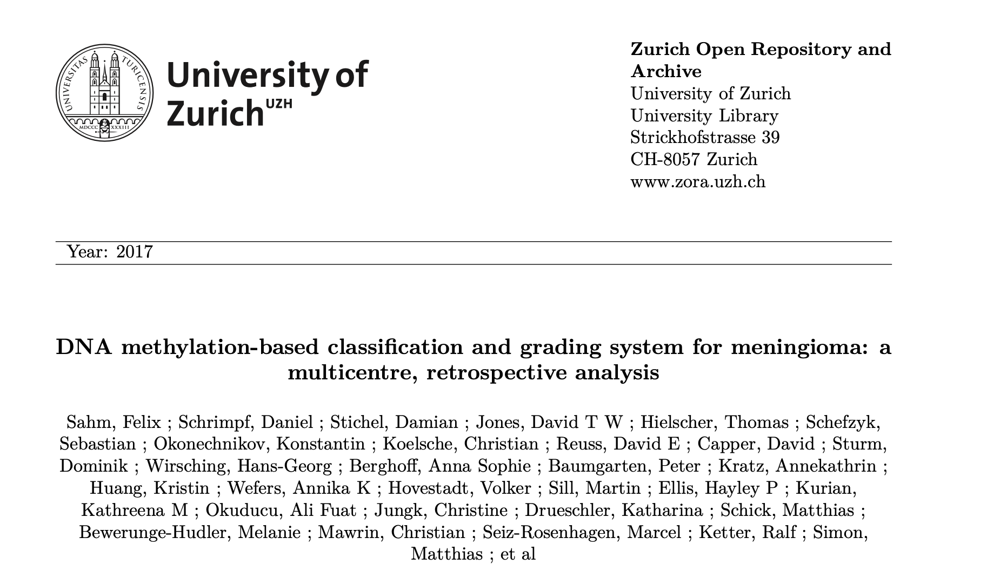 UNIVERSITAS TURICENSIS
MDCCC XXXIII
University of
Zurich UZH
Zurich Open Repository and
Archive
University of Zurich
University Library
Strickhofstrasse 39
CH-8057 Zurich
www.zora.uzh.ch
Year: 2017
DNA methylation-based classification and grading system for meningioma: a
multicentre, retrospective analysis
Sahm, Felix ; Schrimpf, Daniel ; Stichel, Damian ; Jones, David T W ; Hielscher, Thomas ; Schefzyk,
Sebastian ; Okonechnikov, Konstantin ; Koelsche, Christian ; Reuss, David E ; Capper, David ; Sturm,
Dominik ; Wirsching, Hans-Georg ; Berghoff, Anna Sophie ; Baumgarten, Peter ; Kratz, Annekathrin ;
Huang, Kristin ; Wefers, Annika K ; Hovestadt, Volker ; Sill, Martin ; Ellis, Hayley P ; Kurian,
Kathreena M ; Okuducu, Ali Fuat ; Jungk, Christine ; Drueschler, Katharina ; Schick, Matthias ;
Bewerunge-Hudler, Melanie ; Mawrin, Christian ; Seiz-Rosenhagen, Marcel ; Ketter, Ralf ; Simon,
Matthias ; et al